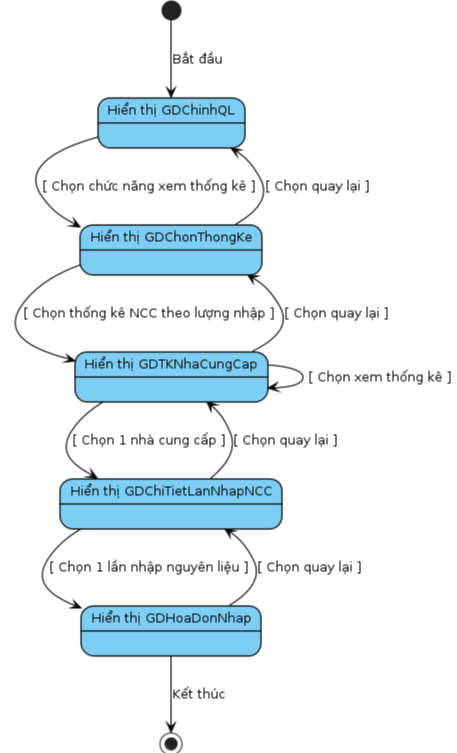 Bắt đầu
Hiển thị GDChinhQL
[ Chọn chức năng xem thống kê ]
[ Chọn quay lại ]
Hiển thị GDChonThongKe
[ Chọn thống kê NCC theo lượng nhập ]
[ Chọn quay lại ]
Hiển thị GDTKNhaCungCap
[ Chọn xem thống kê ]
[ Chọn 1 nhà cung cấp ]
[ Chọn quay lại ]
Hiển thị GDChiTietLanNhapNCC
[ Chọn 1 lần nhập nguyên liệu ]
[ Chọn quay lại ]
Hiển thị GDHoaDonNhap
Kết thúc